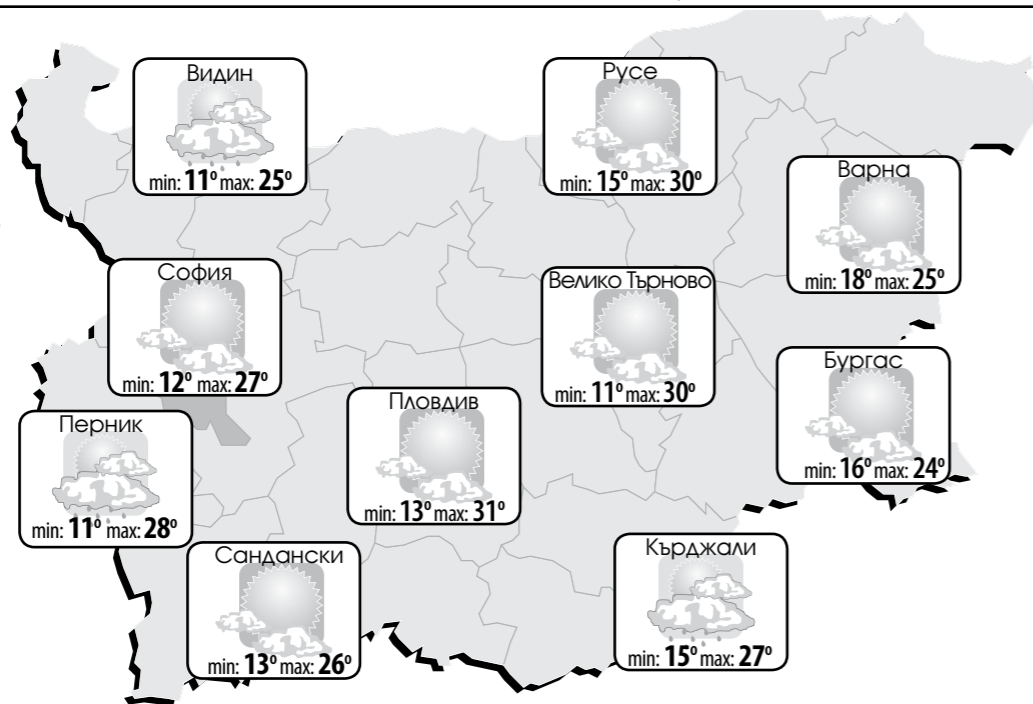 Видин
min: 11° max: 25°
Русе
min: 15° max: 30°
Варна
min: 18° max: 25°
София
min: 12° max: 27°
Велико Търново
min: 11° max: 30°
Бургас
min: 16° max: 24°
Пловдив
min: 13° max: 31°
Перник
min: 11° max: 28°
Сандански
min: 13° max: 26°
Кърджали
min: 15° max: 27°